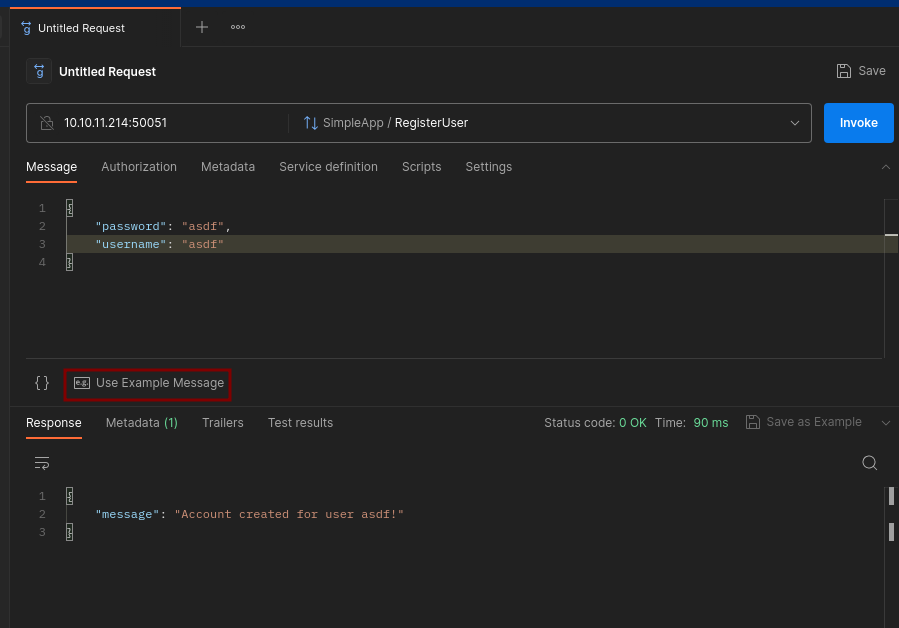 Untitled Request
Untitled Request
Save
10.10.11.214:50051 SimpleApp / RegisterUser Invoke
Message Authorization Metadata Service definition Scripts Settings
1 {
2 "password": "asdf",
3 "username": "asdf"
4 }
{} e.g. Use Example Message
Response Metadata (1) Trailers Test results Status code: 0 OK Time: 90 ms Save as Example
1 {
2 "message": "Account created for user asdf!"
3 }